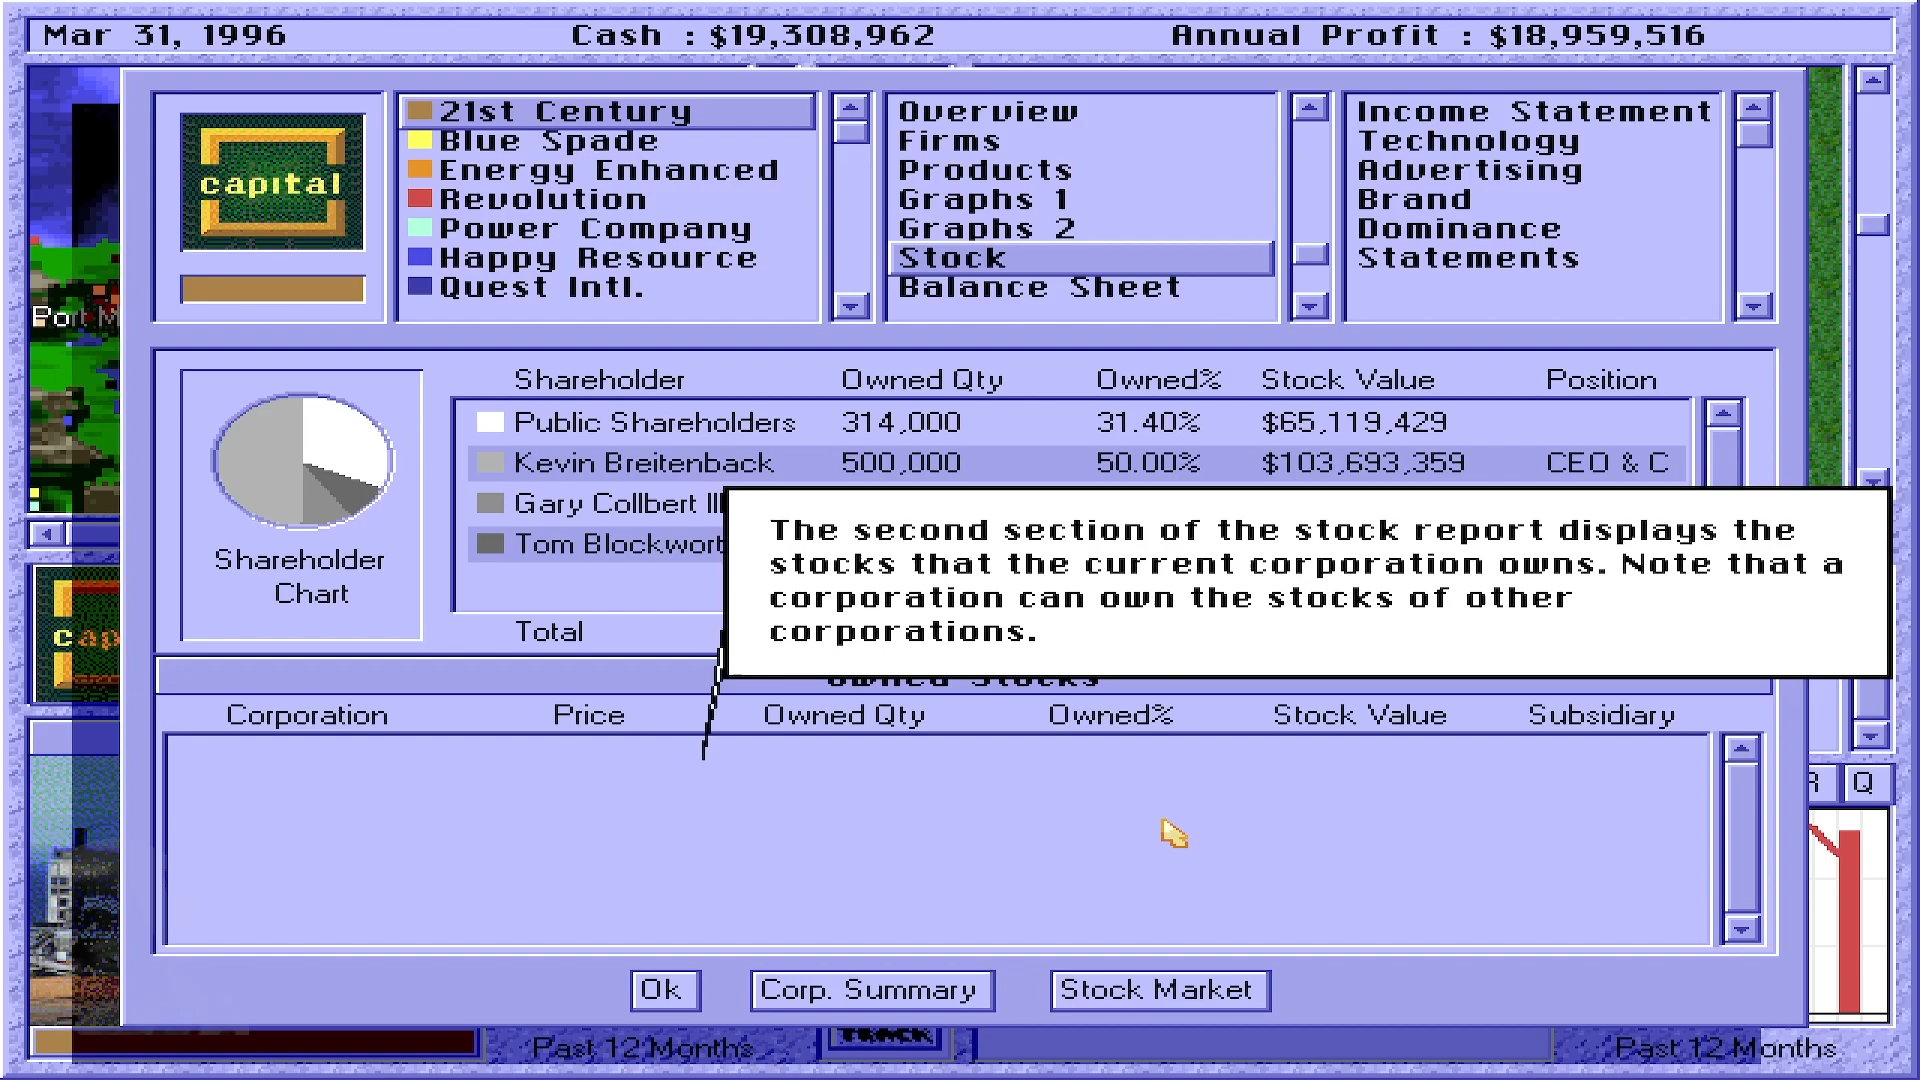 Mar 31, 1996 Cash : $19,308,962 Annual Profit : $18,959,516
capital
21st Century
Blue Spade
Energy Enhanced
Revolution
Power Company
Happy Resource
Quest Intl.
Overview
Firms
Products
Graphs 1
Graphs 2
Stock
Balance Sheet
Income Statement
Technology
Advertising
Brand
Dominance
Statements
Shareholder Owned Qty Owned% Stock Value Position
Public Shareholders 314,000 31.40% $65,119,429
Kevin Breitenback 500,000 50.00% $103,693,359 CEO & C
Gary Collbert
Tom
Shareholder
Chart
Total
The second section of the stock report displays the
stocks that the current corporation owns. Note that a
corporation can own the stocks of other
corporations.
Owned Stocks
Corporation Price Owned Qty Owned% Stock Value Subsidiary
Q
Ok Corp. Summary Stock Market
Past 12 Months TRACK Past 12 Months